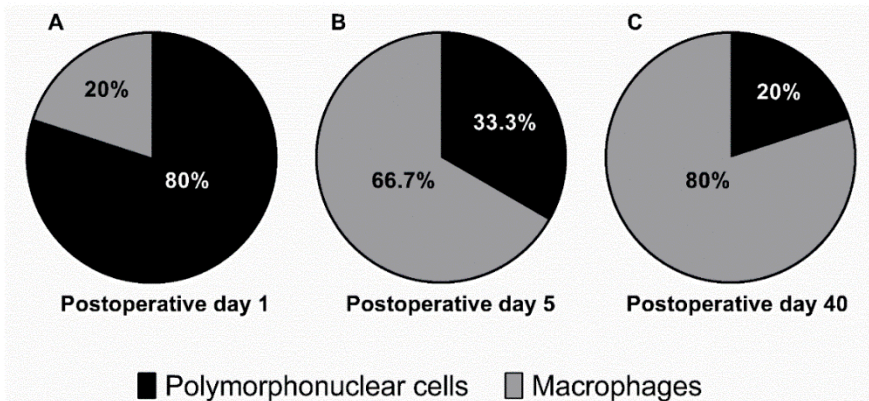 A
20%
80%
Postoperative day 1
B
33.3%
66.7%
Postoperative day 5
C
20%
80%
Postoperative day 40
Polymorphonuclear cells
Macrophages